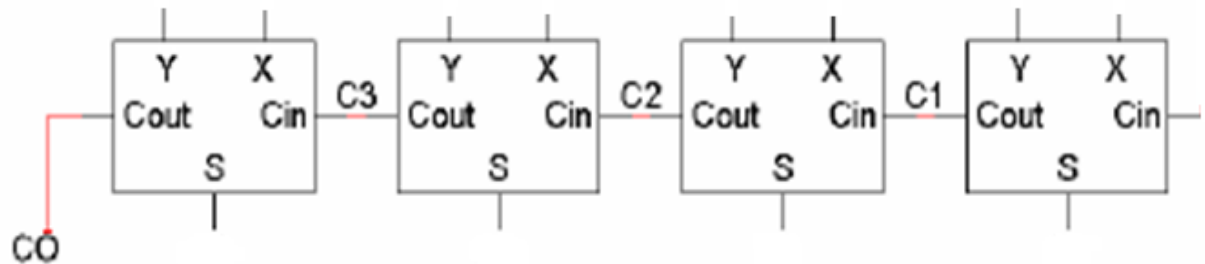 Y X Y X Y X Y X
C3 C2 C1
Cout Cin Cout Cin Cout Cin Cout Cin
S S S S
CO